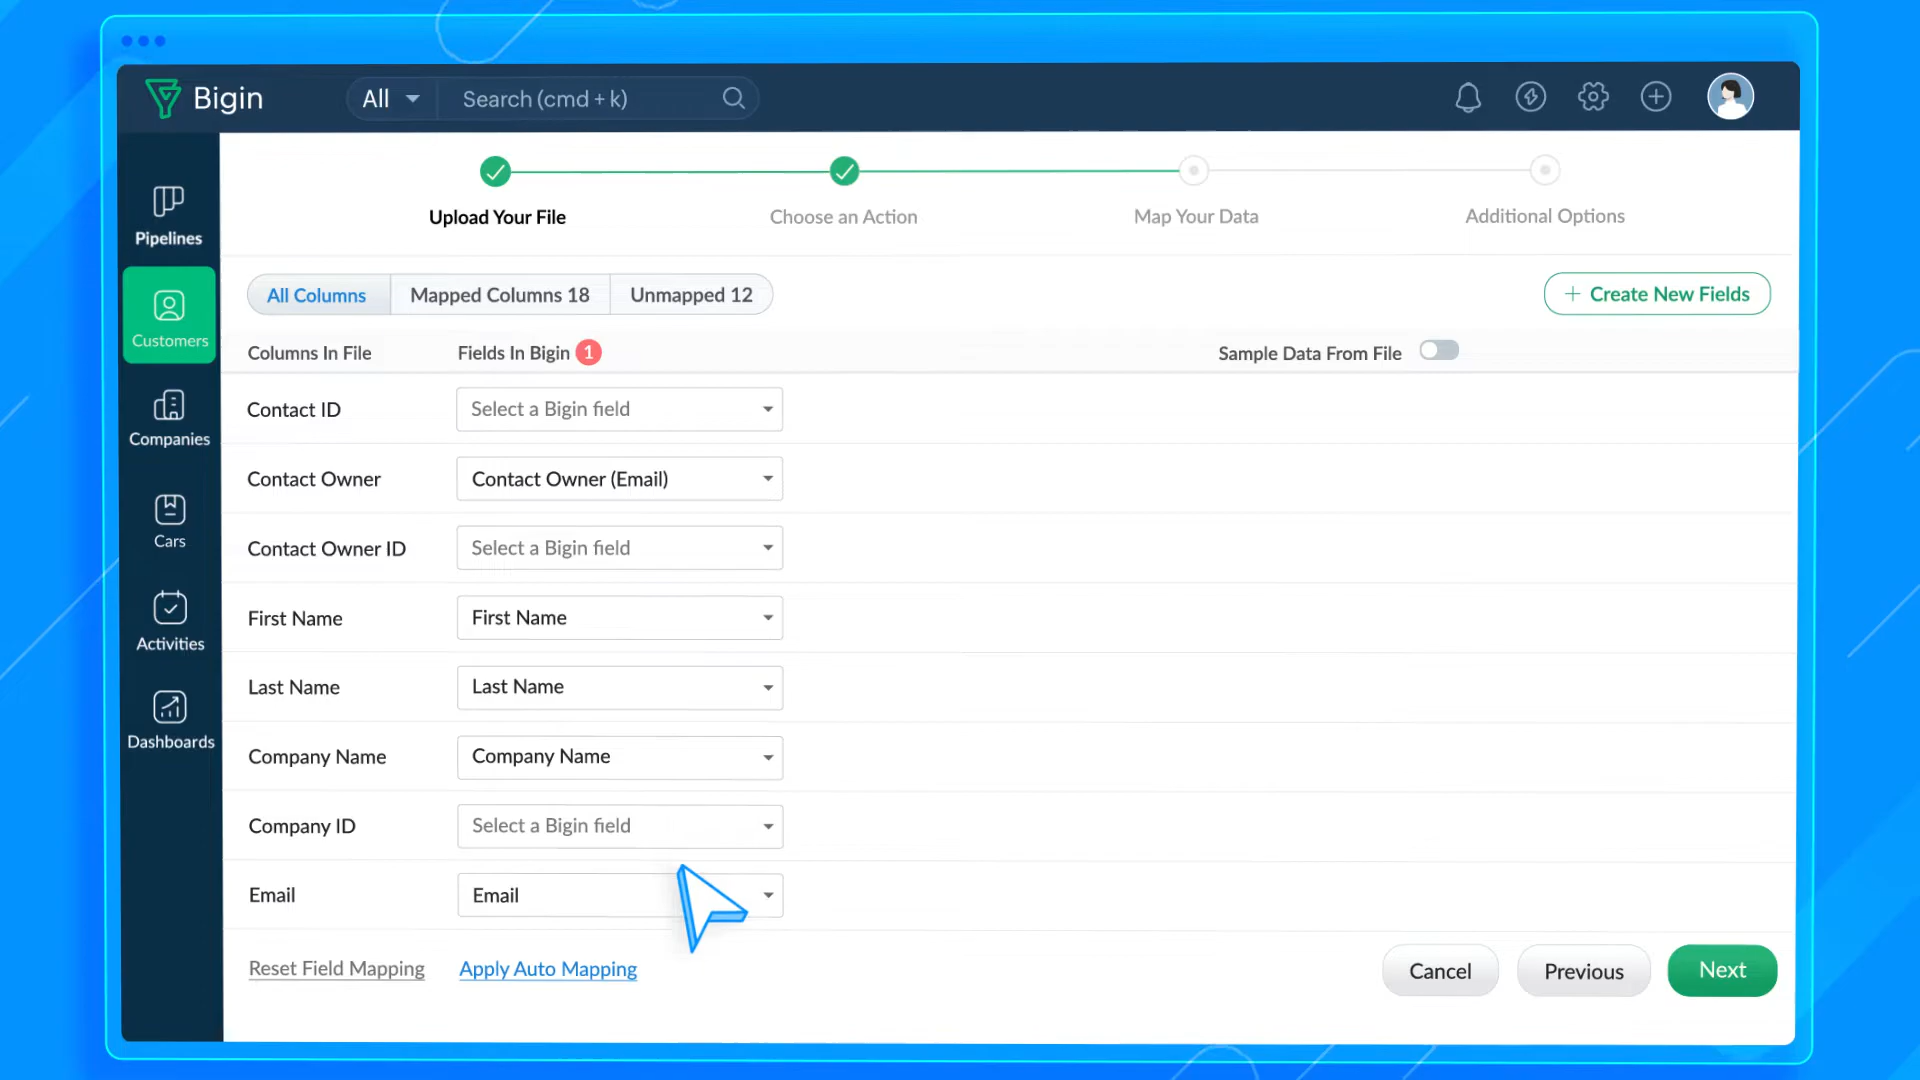 Bigin
All
Search (cmd + k)
Upload Your File
Choose an Action
Map Your Data
Additional Options
Pipelines
Customers
Companies
Cars
Activities
Dashboards
All Columns
Mapped Columns 18
Unmapped 12
+ Create New Fields
Columns In File
Fields In Bigin 1
Sample Data From File
Contact ID
Select a Bigin field
Contact Owner
Contact Owner (Email)
Contact Owner ID
Select a Bigin field
First Name
First Name
Last Name
Last Name
Company Name
Company Name
Company ID
Select a Bigin field
Email
Email
Reset Field Mapping
Apply Auto Mapping
Cancel
Previous
Next